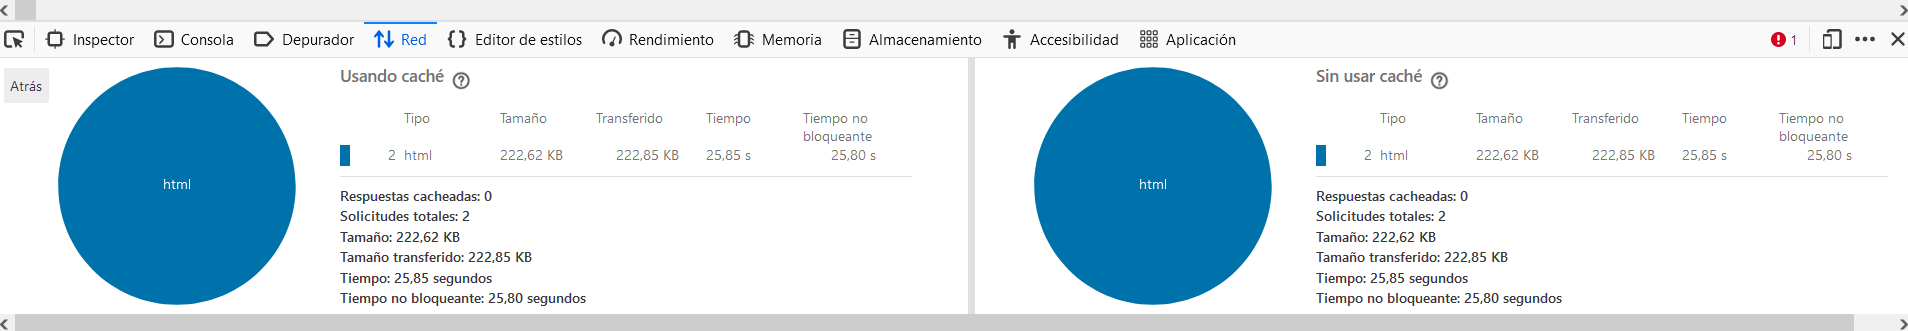 Inspector Consola Depurador Red Editor de estilos Rendimiento Memoria Almacenamiento Accesibilidad Aplicación 1
Atrás
html
Usando caché
Tipo Tamaño Transferido Tiempo Tiempo no
bloqueante
2 html 222,62 KB 222,85 KB 25,85 s 25,80 s
Respuestas cacheadas: 0
Solicitudes totales: 2
Tamaño: 222,62 KB
Tamaño transferido: 222,85 KB
Tiempo: 25,85 segundos
Tiempo no bloqueante: 25,80 segundos
html
Sin usar caché
Tipo Tamaño Transferido Tiempo Tiempo no
bloqueante
2 html 222,62 KB 222,85 KB 25,85 s 25,80 s
Respuestas cacheadas: 0
Solicitudes totales: 2
Tamaño: 222,62 KB
Tamaño transferido: 222,85 KB
Tiempo: 25,85 segundos
Tiempo no bloqueante: 25,80 segundos